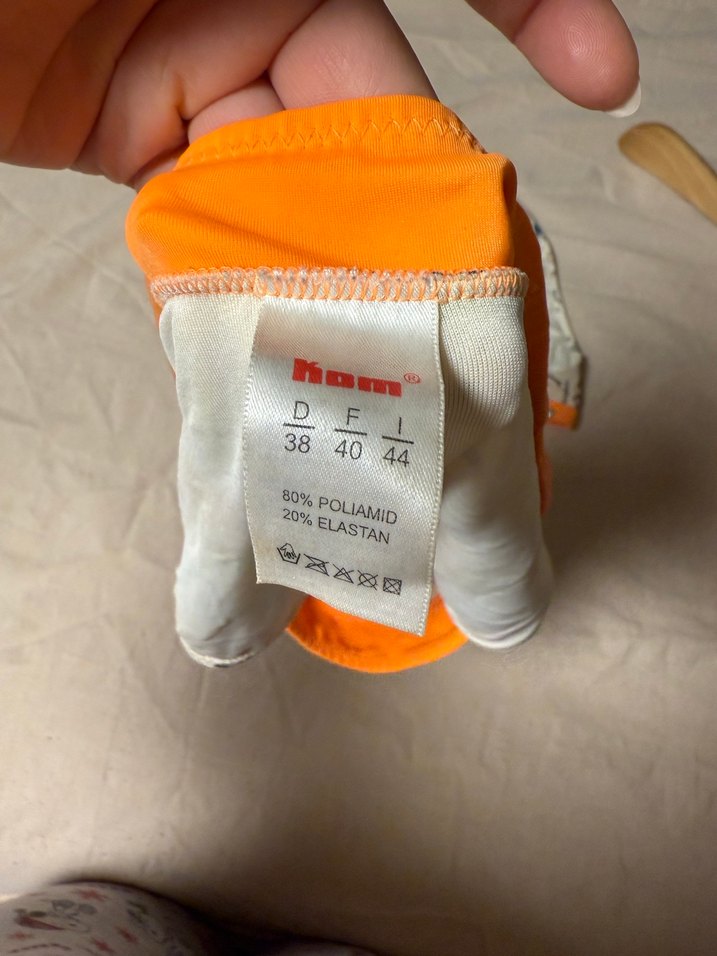 Kom®
D F I
38 40 44
80% POLIAMID
20% ELASTAN